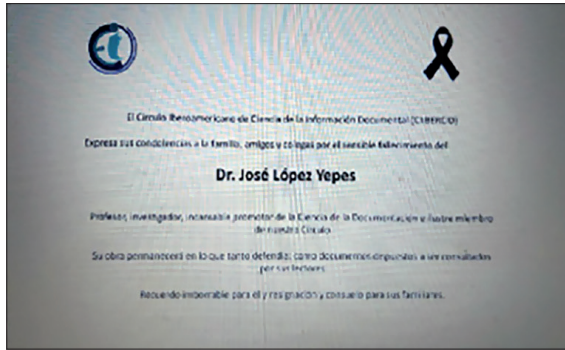 El Círculo Iberoamericano de Ciencia de la Información Documental (CIBERCID)
Expresa sus condolencias a la familia, amigos y colegas por el sensible fallecimiento del
Dr. José López Yepes
Profesor, investigador, incansable promotor de la Ciencia de la Documentación e ilustre miembro
de nuestro Círculo.
Su obra permanecerá en lo que tanto defendía: como documentos dispuestos a ser consultados
por sus lectores
Recuerdo imborrable para él y resignación y consuelo para sus familiares.